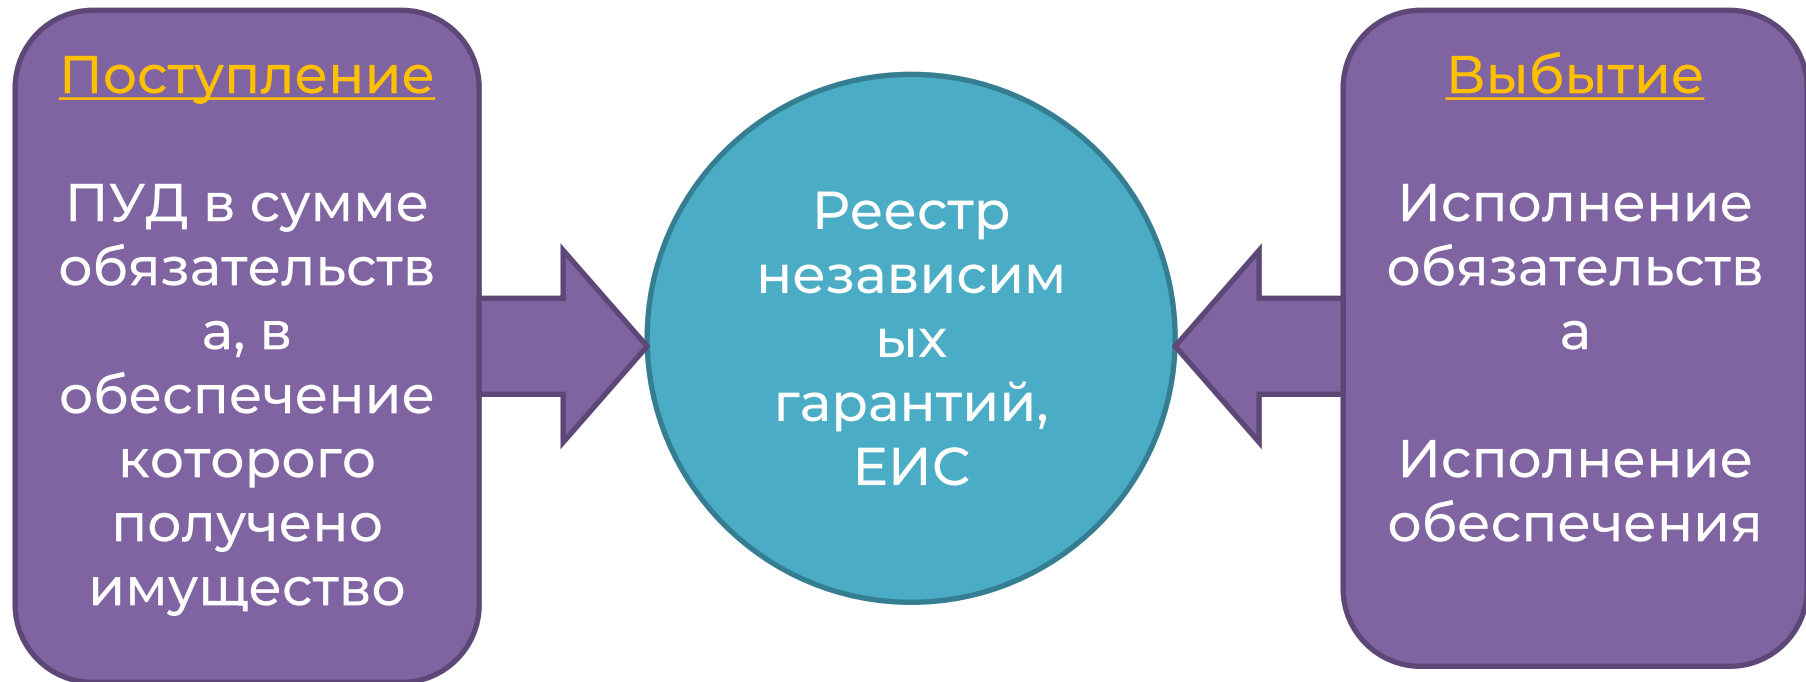 Поступление
ПУД в сумме
обязательств
а, в
обеспечение
которого
получено
имущество
Реестр
независим
ых
гарантий,
ЕИС
Выбытие
Исполнение
обязательств
а
Исполнение
обеспечения